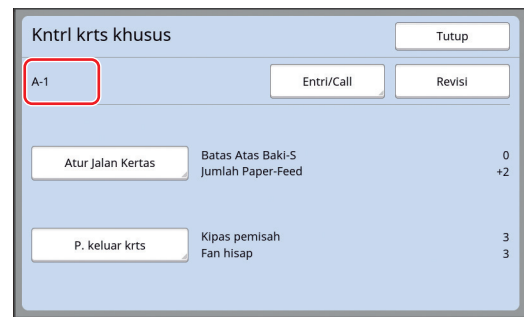 Kntrl krts khusus
Tutup
A-1
Entri/Call
Revisi
Atur Jalan Kertas
Batas Atas Baki-S 0
Jumlah Paper-Feed +2
P. keluar krts
Kipas pemisah 3
Fan hisap 3